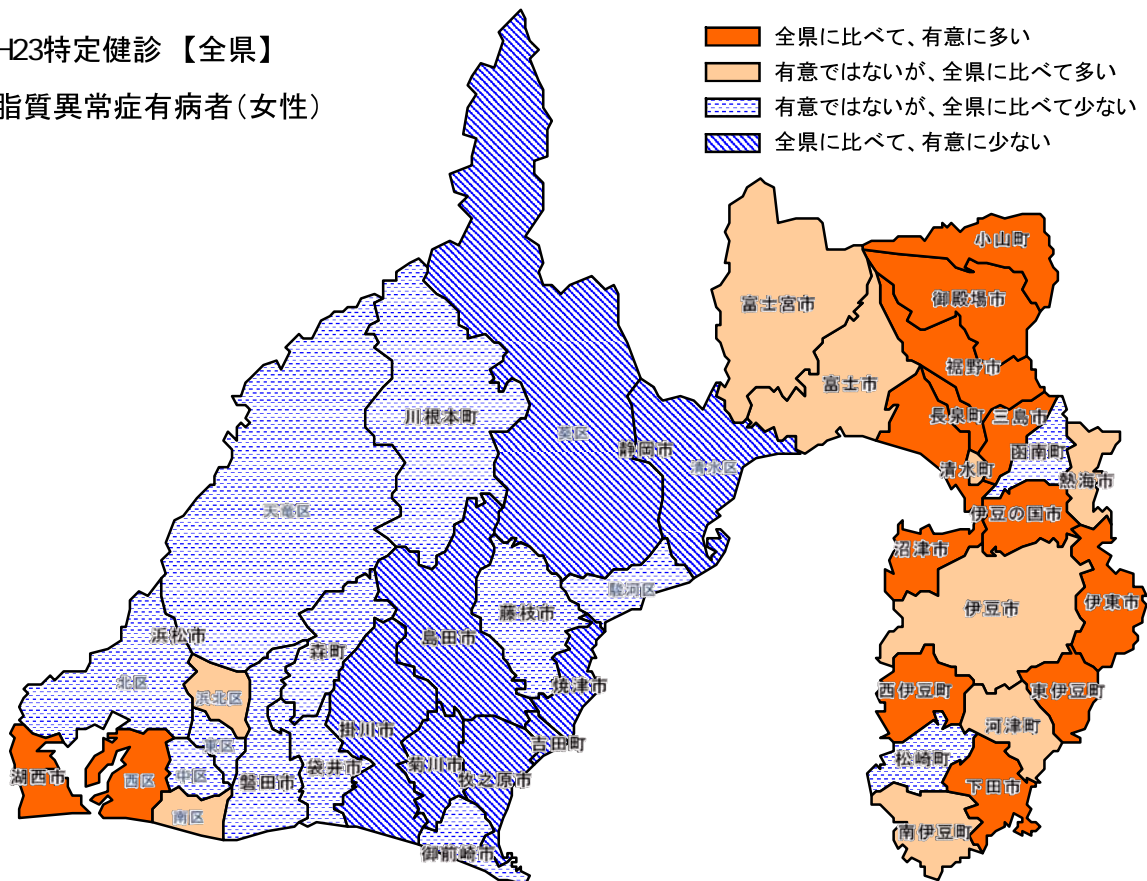 H23特定健診 【全県】
脂質異常症有病者(女性)
全県に比べて、有意に多い
有意ではないが、全県に比べて多い
有意ではないが、全県に比べて少ない
全県に比べて、有意に少ない
小山町
御殿場市
富士宮市
裾野市
富士市
長泉町
三島市
川根本町
葵区
静岡市
清水区
函南町
清水町
熱海市
天竜区
伊豆の国市
沼津市
駿河区
伊豆市
伊東市
藤枝市
浜松市
島田市
森町
北区
浜北区
焼津市
西伊豆町
東伊豆町
掛川市
河津町
吉田町
東区
菊川市
松崎町
湖西市
西区
中区
磐田市
袋井市
牧之原市
下田市
南区
南伊豆町
御前崎市